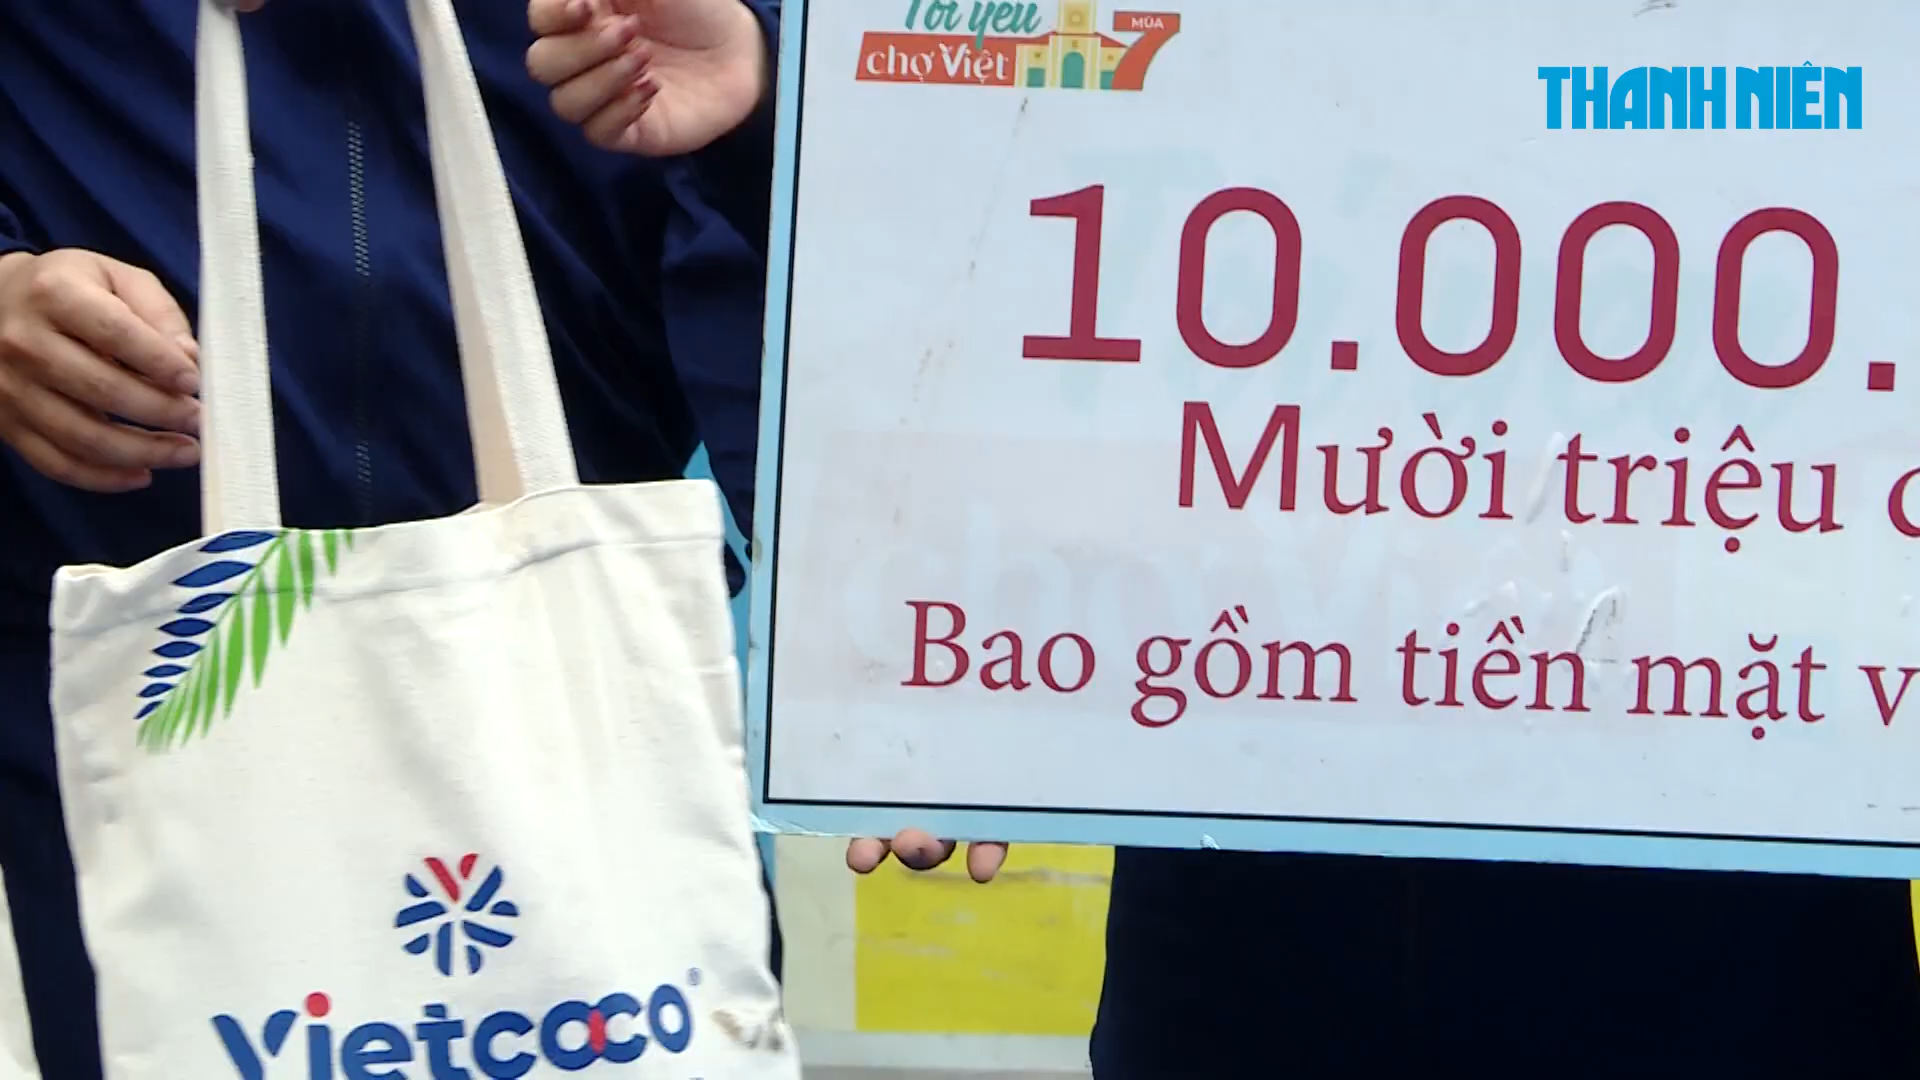 Tôi yêu
chợ Việt
MÙA
7
THANH NIÊN
10.000.
Mười triệu
Bao gồm tiền mặt v
Vietcoco®